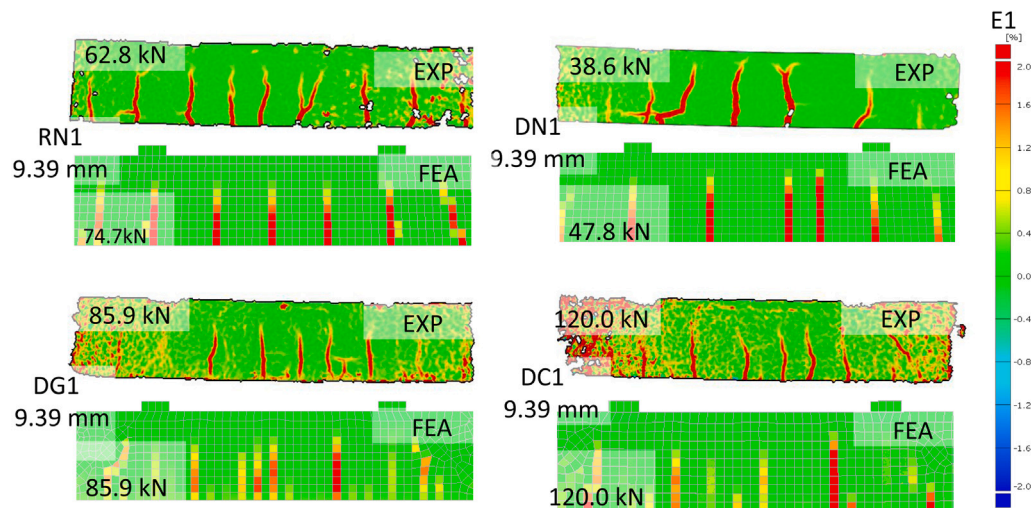 62.8 kN
EXP
RN1
9.39 mm
FEA
74.7kN
38.6 kN
EXP
DN1
9.39 mm
FEA
47.8 kN
85.9 kN
EXP
DG1
9.39 mm
FEA
85.9 kN
120.0 kN
EXP
DC1
9.39 mm
FEA
120.0 kN
E1
[%]
2.0
1.6
1.2
0.8
0.4
0.0
-0.4
-0.8
-1.2
-1.6
-2.0